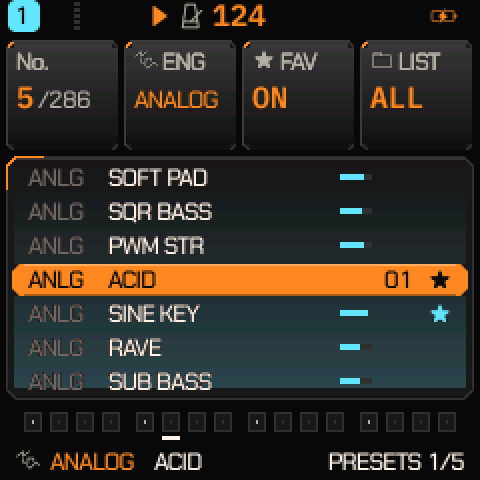 1 124
No. ENG FAV LIST
5/286 ANALOG ON ALL
ANLG SOFT PAD
ANLG SQR BASS
ANLG PWM STR
ANLG ACID 01
ANLG SINE KEY
ANLG RAVE
ANLG SUB BASS
ANALOG ACID PRESETS 1/5